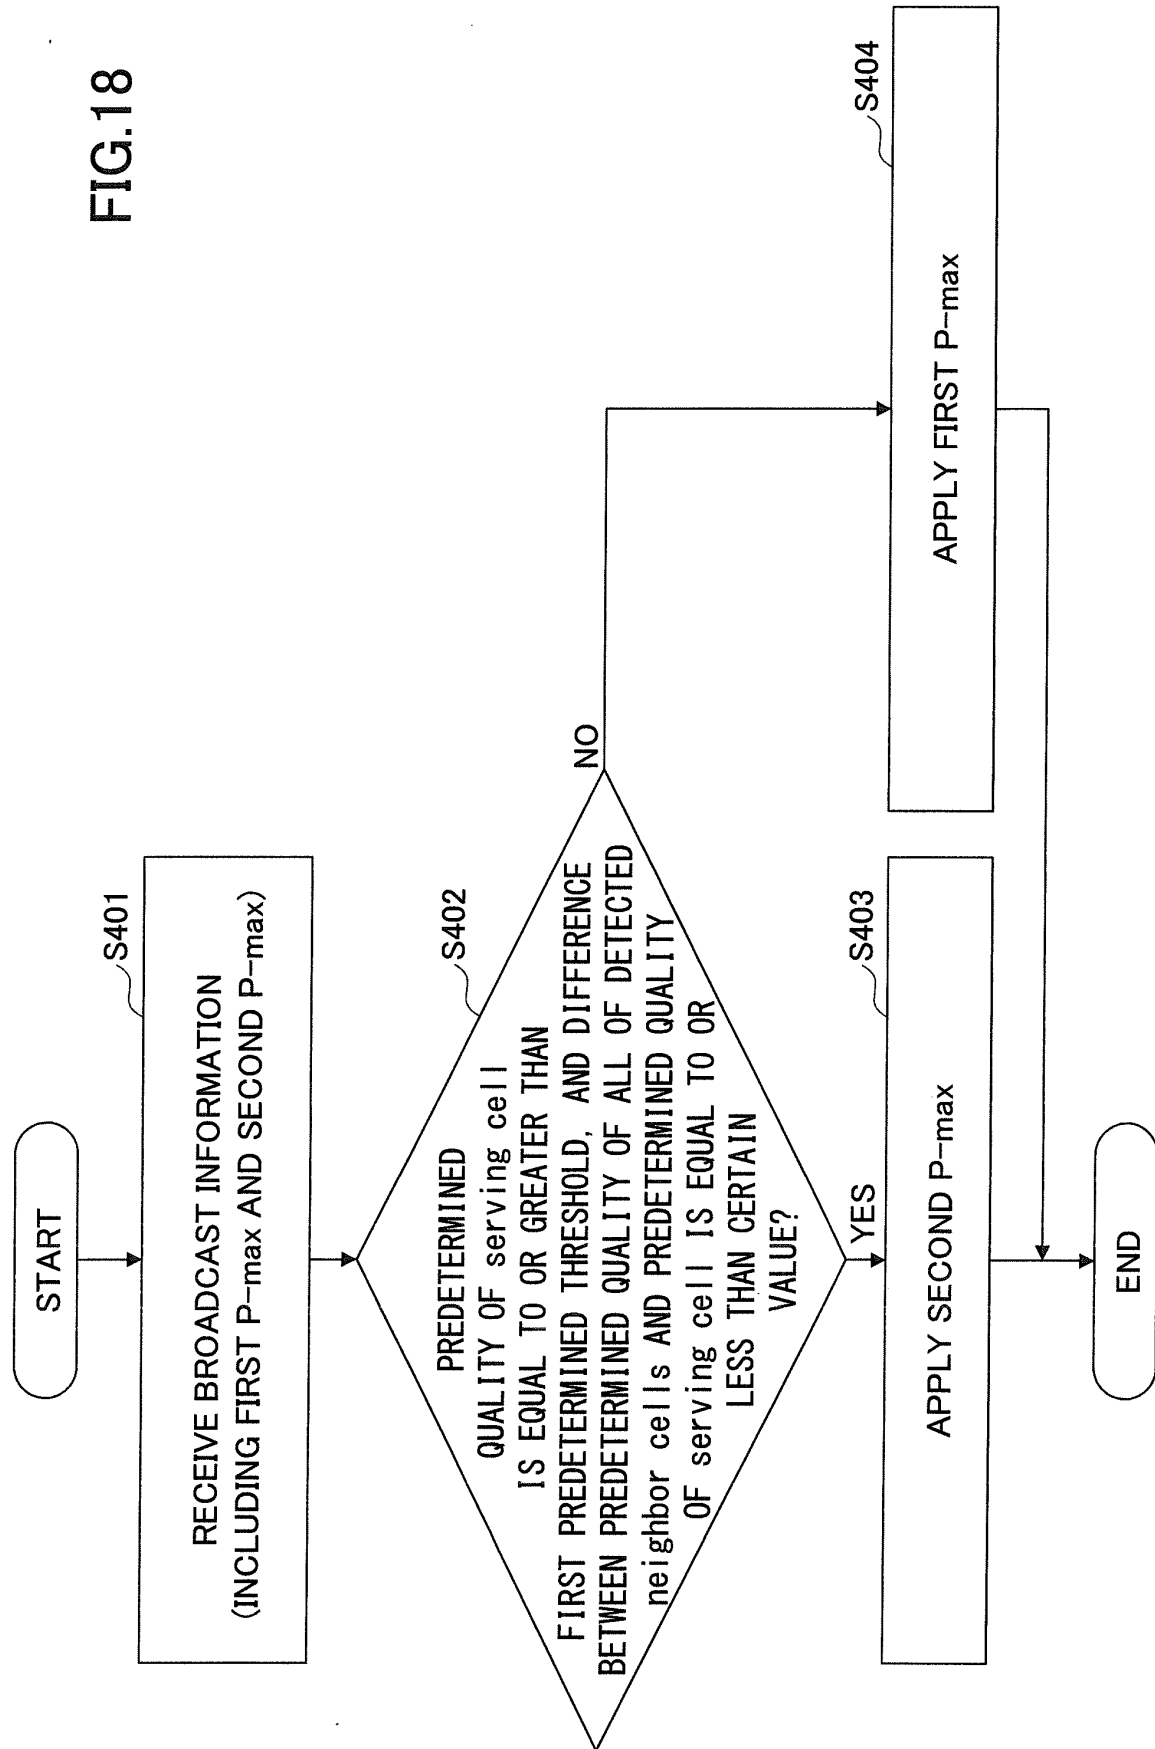 FIG.18
START
S401
RECEIVE BROADCAST INFORMATION
(INCLUDING FIRST P-max AND SECOND P-max)
S402
PREDETERMINED
QUALITY OF serving cell
IS EQUAL TO OR GREATER THAN
FIRST PREDETERMINED THRESHOLD, AND DIFFERENCE
BETWEEN PREDETERMINED QUALITY OF ALL OF DETECTED
neighbor cells AND PREDETERMINED QUALITY
OF serving cell IS EQUAL TO OR
LESS THAN CERTAIN
VALUE?
NO
YES
S403
APPLY SECOND P-max
S404
APPLY FIRST P-max
END